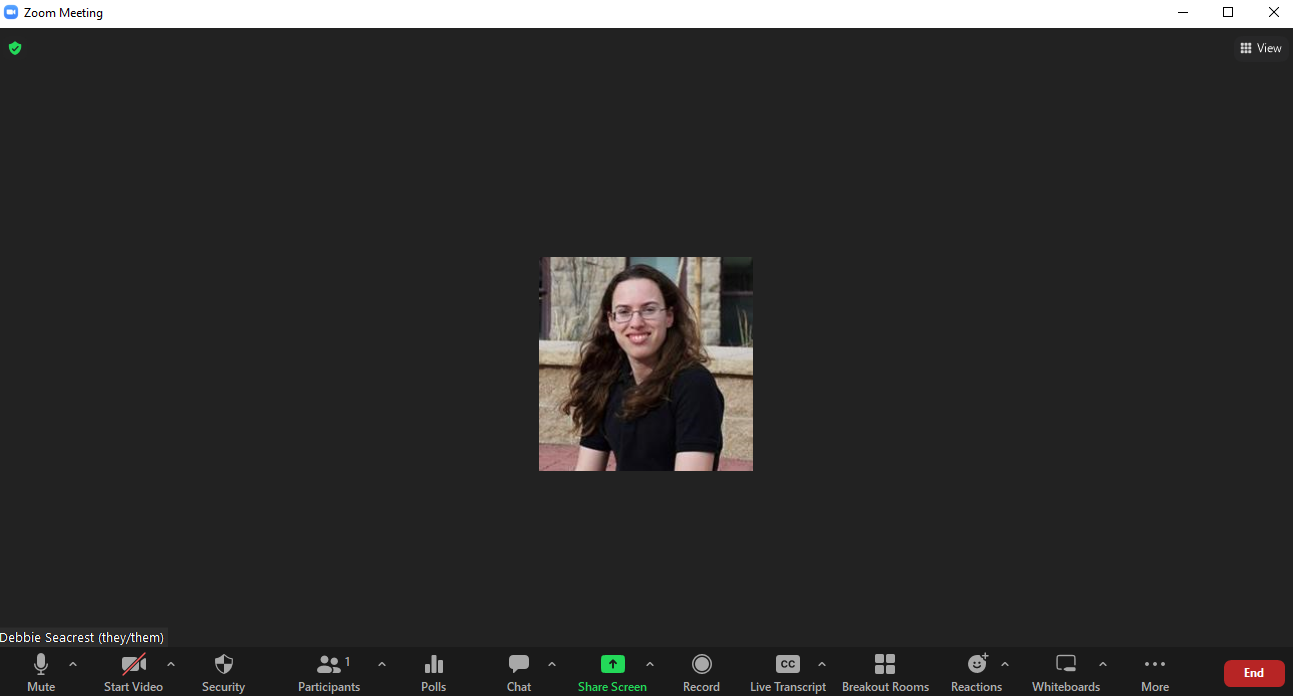 Zoom Meeting
View
Debbie Seacrest (they/them)
Mute
Start Video
Security
Participants
1
Polls
Chat
Share Screen
Record
CC
Live Transcript
Breakout Rooms
Reactions
Whiteboards
More
End